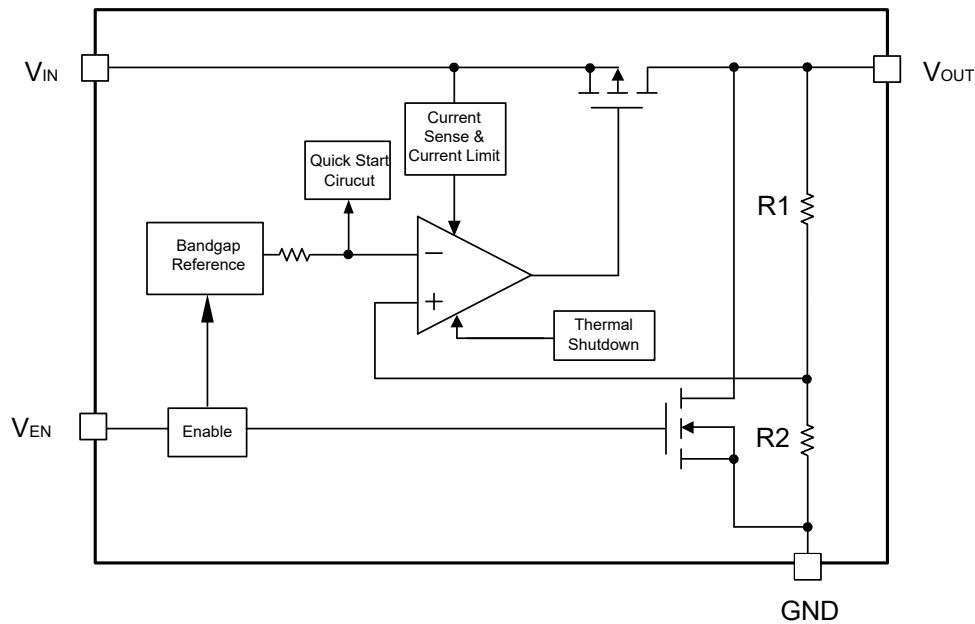 VIN
VOUT
Current
Sense &
Current Limit
Quick Start
Cirucut
R1
Bandgap
Reference
−
+
Thermal
Shutdown
VEN
Enable
R2
GND